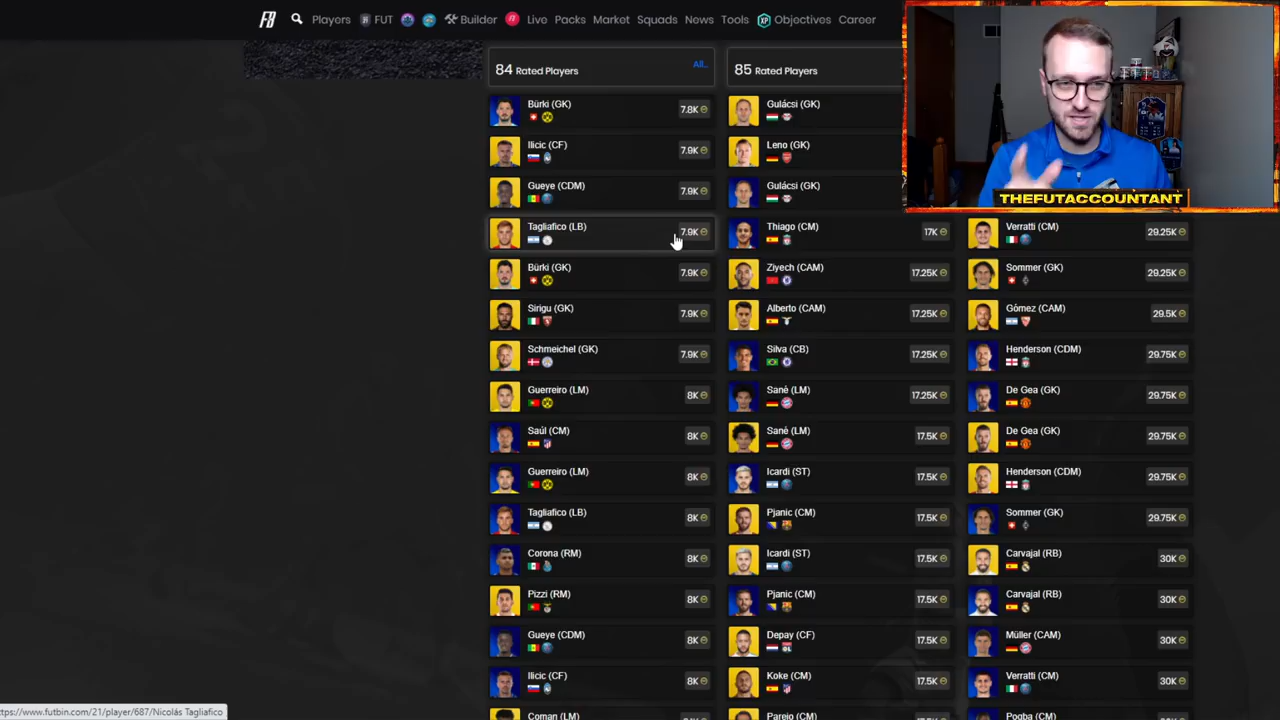 FB
Players
FUT
Builder
Live
Packs
Market
Squads
News
Tools
XP
Objectives
Career
THEFUTACCOUNTANT
84 Rated Players
All..
Bürki (GK)
7.8K
Ilicic (CF)
7.9K
Gueye (CDM)
7.9K
Tagliafico (LB)
7.9K
Bürki (GK)
7.9K
Sirigu (GK)
7.9K
Schmeichel (GK)
7.9K
Guerreiro (LM)
8K
Saúl (CM)
8K
Guerreiro (LM)
8K
Tagliafico (LB)
8K
Corona (RM)
8K
Pizzi (RM)
8K
Gueye (CDM)
8K
Ilicic (CF)
8K
Coman (LM)
85 Rated Players
Gulácsi (GK)
Leno (GK)
Gulácsi (GK)
Thiago (CM)
17K
Ziyech (CAM)
17.25K
Alberto (CAM)
17.25K
Silva (CB)
17.25K
Sané (LM)
17.25K
Sané (LM)
17.5K
Icardi (ST)
17.5K
Pjanic (CM)
17.5K
Icardi (ST)
17.5K
Pjanic (CM)
17.5K
Depay (CF)
17.5K
Koke (CM)
17.5K
Parejo (CM)
Verratti (CM)
29.25K
Sommer (GK)
29.25K
Gómez (CAM)
29.5K
Henderson (CDM)
29.75K
De Gea (GK)
29.75K
De Gea (GK)
29.75K
Henderson (CDM)
29.75K
Sommer (GK)
29.75K
Carvajal (RB)
30K
Carvajal (RB)
30K
Müller (CAM)
30K
Verratti (CM)
30K
Pogba (CM)
ttps://www.futbin.com/21/player/687/Nicolás Tagliafico